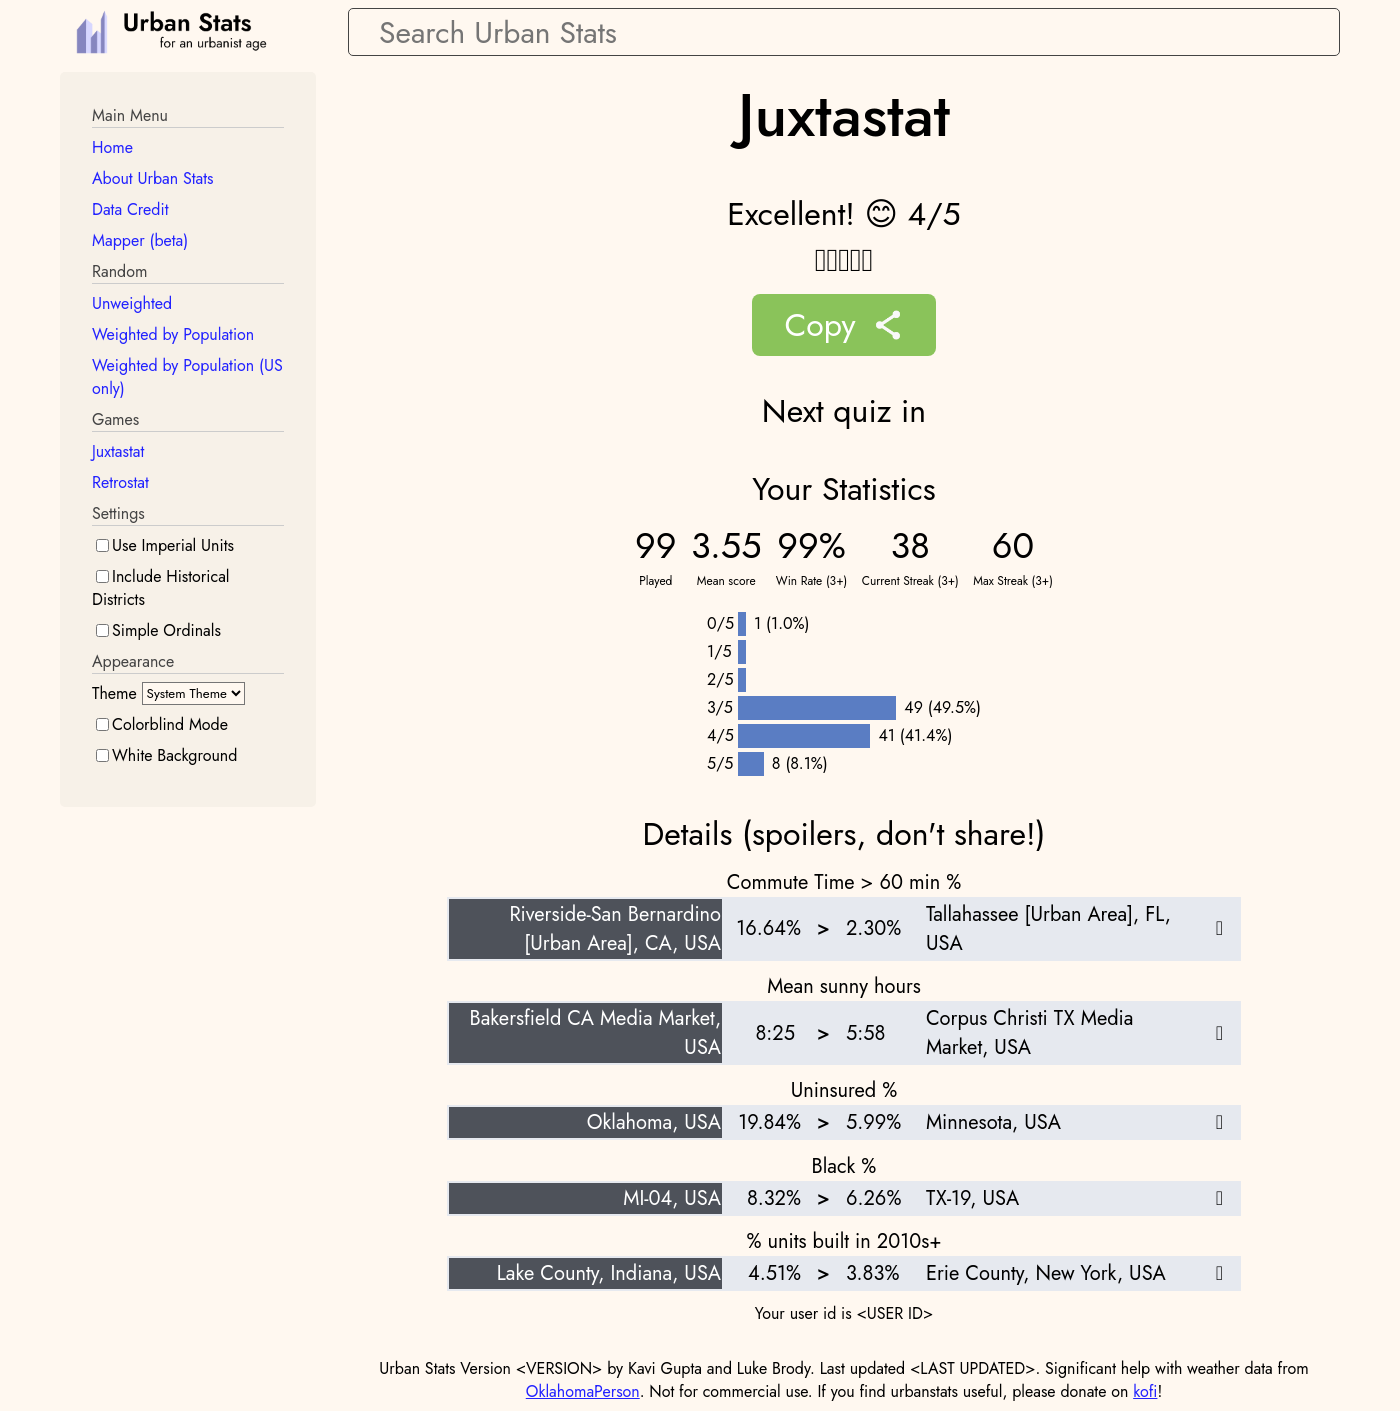 Urban Stats
for an urbanist age
Search Urban Stats
Main Menu
Home
About Urban Stats
Data Credit
Mapper (beta)
Random
Unweighted
Weighted by Population
Weighted by Population (US
only)
Games
Juxtastat
Retrostat
Settings
Use Imperial Units
Include Historical
Districts
Simple Ordinals
Appearance
Theme System Theme
Colorblind Mode
White Background
Juxtastat
Excellent! 😊 4/5
Copy
Next quiz in
Your Statistics
99 3.55 99% 38 60
Played Mean score Win Rate (3+) Current Streak (3+) Max Streak (3+)
0/5 1 (1.0%)
1/5
2/5
3/5 49 (49.5%)
4/5 41 (41.4%)
5/5 8 (8.1%)
Details (spoilers, don't share!)
Commute Time > 60 min %
Riverside-San Bernardino
[Urban Area], CA, USA
16.64% > 2.30%
Tallahassee [Urban Area], FL,
USA
Mean sunny hours
Bakersfield CA Media Market,
USA
8:25 > 5:58
Corpus Christi TX Media
Market, USA
Uninsured %
Oklahoma, USA 19.84% > 5.99% Minnesota, USA
Black %
MI-04, USA 8.32% > 6.26% TX-19, USA
% units built in 2010s+
Lake County, Indiana, USA 4.51% > 3.83% Erie County, New York, USA
Your user id is <USER ID>
Urban Stats Version <VERSION> by Kavi Gupta and Luke Brody. Last updated <LAST UPDATED>. Significant help with weather data from
OklahomaPerson. Not for commercial use. If you find urbanstats useful, please donate on kofi!